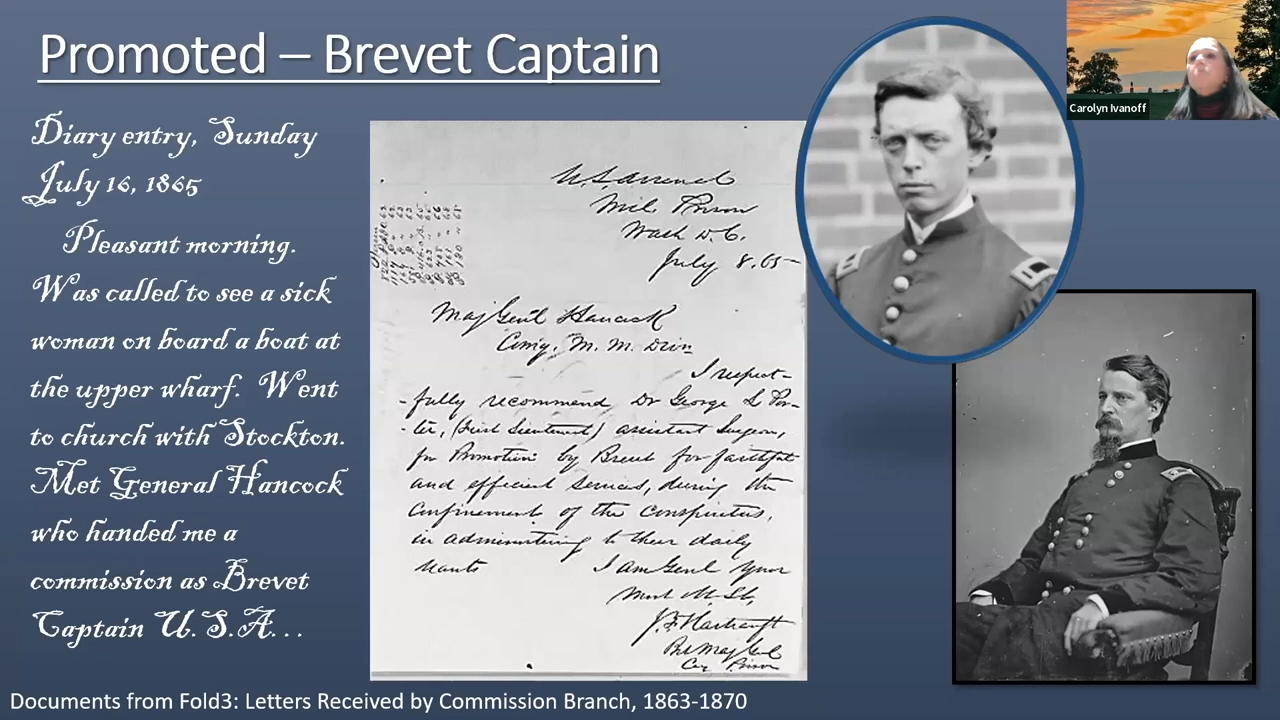 Promoted – Brevet Captain
Diary entry, Sunday
July 16, 1865
Pleasant morning.
Was called to see a sick
woman on board a boat at
the upper wharf. Went
to church with Stockton.
Met General Hancock
who handed me a
commission as Brevet
Captain U.S.A...
U.S. Arsenal
Mil. Prison
Wash D.C.
July 8. 65
Maj Genl Hancock
Comg. M. M. Divn
I respect-
-fully recommend Dr George L Por-
-ter, (First Lieutenant) assistant Surgeon,
for Promotion by Brevet for faithful
and efficient services, during the
confinement of the conspirators,
in administering to their daily
wants I am Genl your
Most Obt. St,
J.F. Hartranft
Bvt Maj Genl
Prison
Carolyn Ivanoff
Documents from Fold3: Letters Received by Commission Branch, 1863-1870